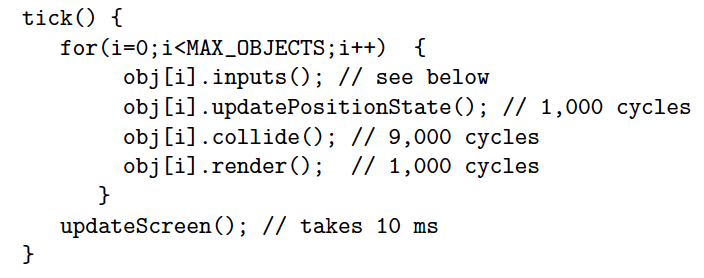 tick() {
for(i=0;i<MAX_OBJECTS;i++) {
obj[i].inputs(); // see below
obj[i].updatePositionState(); // 1,000 cycles
obj[i].collide(); // 9,000 cycles
obj[i].render(); // 1,000 cycles
}
updateScreen(); // takes 10 ms
}